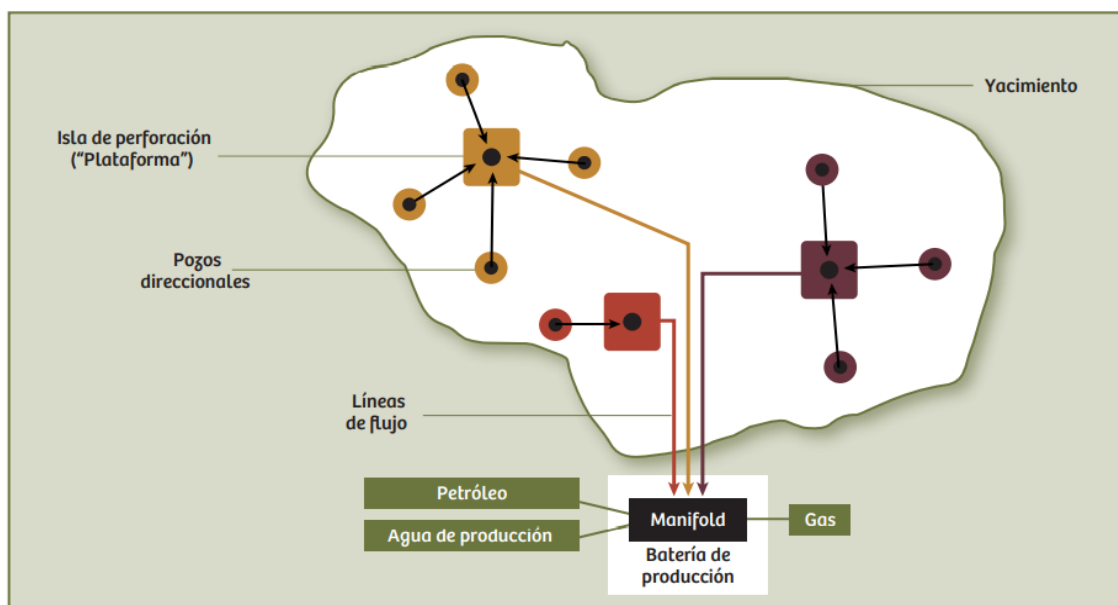 Yacimiento
Isla de perforación
(“Plataforma”)
Pozos
direccionales
Líneas
de flujo
Petróleo
Agua de producción
Manifold
Gas
Batería de
producción